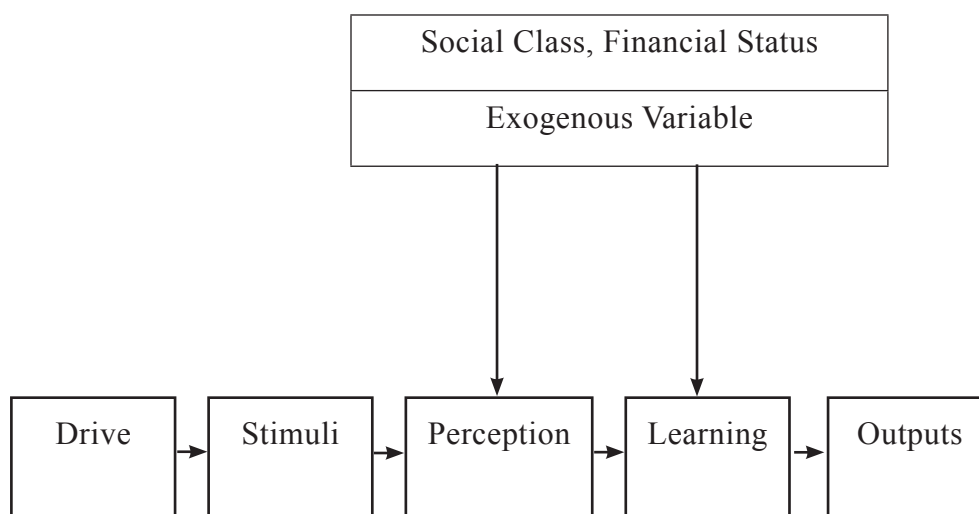 Social Class, Financial Status
Exogenous Variable
Drive
Stimuli
Perception
Learning
Outputs